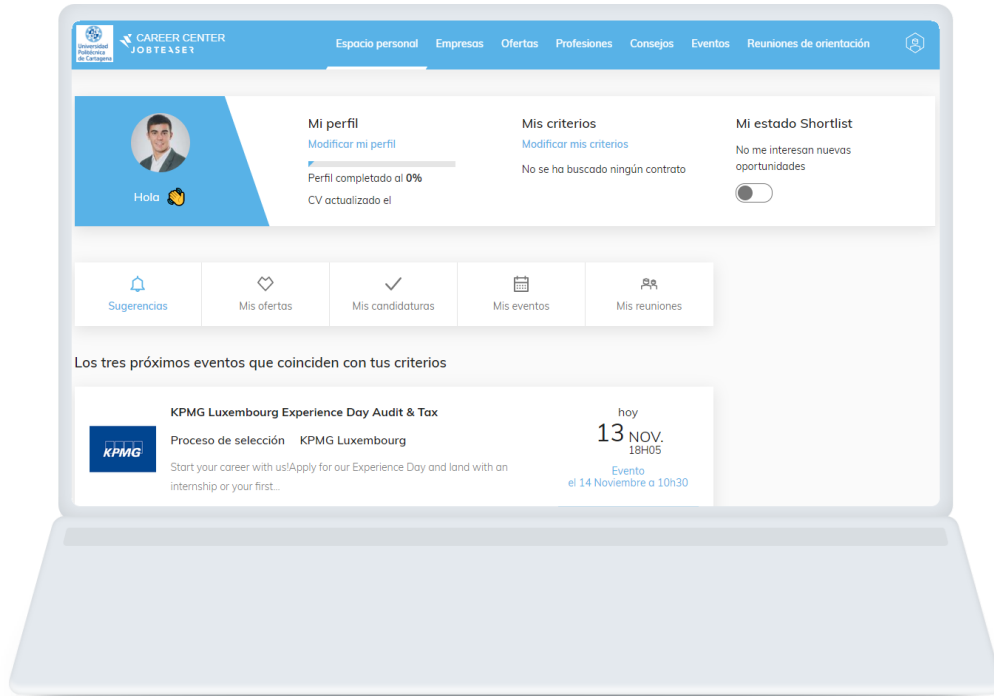 Universidad
Politécnica
de Cartagena
CAREER CENTER
JOBTEASER
Espacio personal Empresas Ofertas Profesiones Consejos Eventos Reuniones de orientación
Hola
Mi perfil
Modificar mi perfil
Perfil completado al 0%
CV actualizado el
Mis criterios
Modificar mis criterios
No se ha buscado ningún contrato
Mi estado Shortlist
No me interesan nuevas
oportunidades
Sugerencias Mis ofertas Mis candidaturas Mis eventos Mis reuniones
Los tres próximos eventos que coinciden con tus criterios
KPMG
KPMG Luxembourg Experience Day Audit & Tax
Proceso de selección KPMG Luxembourg
Start your career with us!Apply for our Experience Day and land with an
internship or your first...
hoy
13 NOV.
18H05
Evento
el 14 Noviembre a 10h30